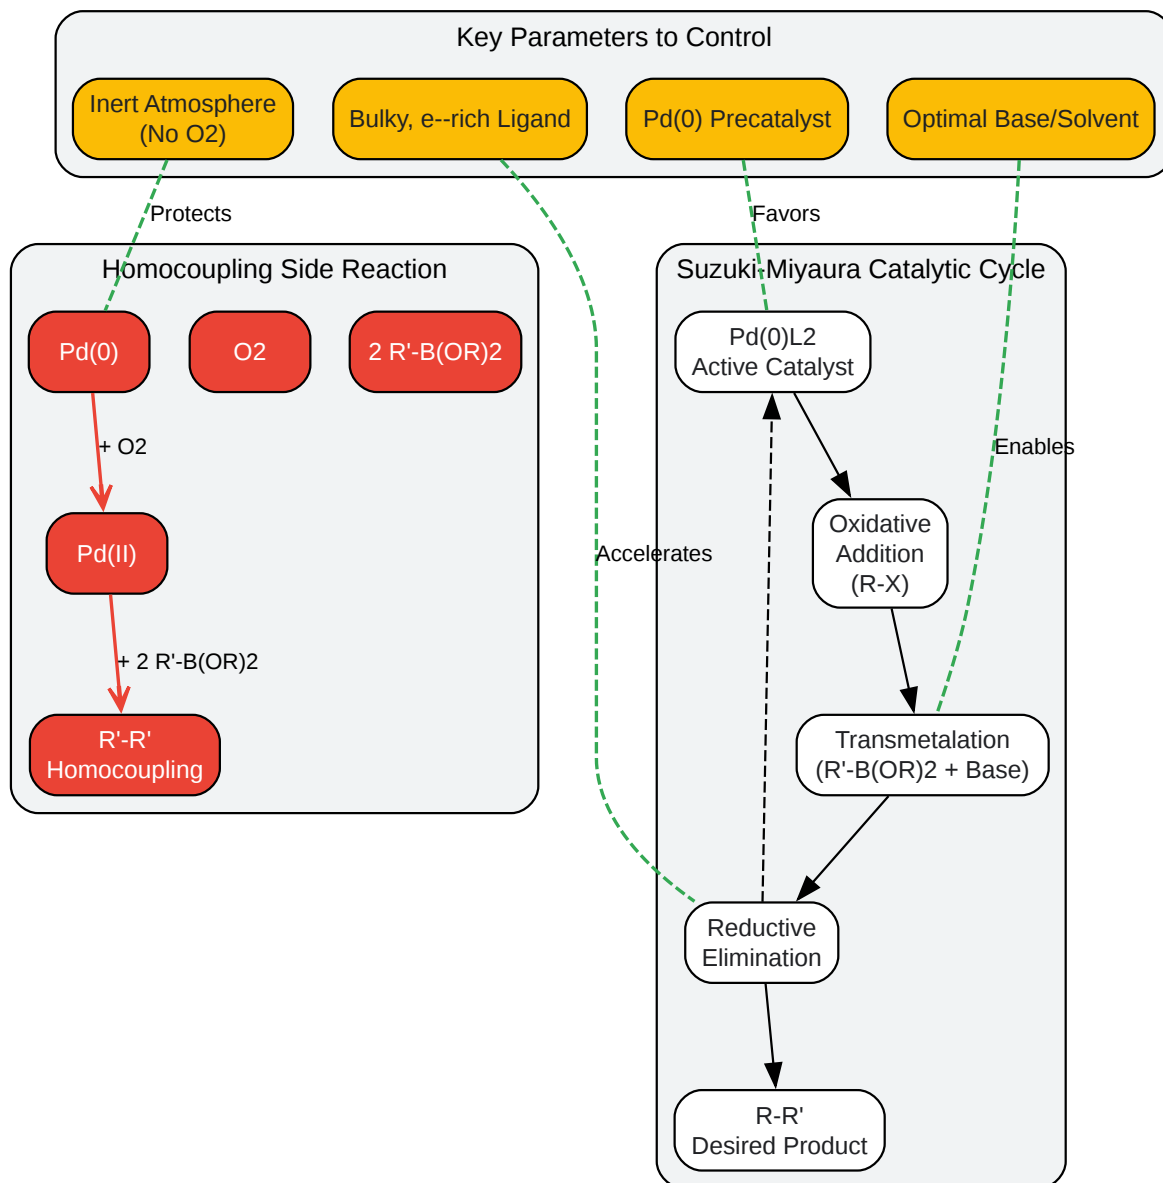 Key Parameters to Control
Inert Atmosphere
(No O2)
Bulky, e--rich Ligand
Pd(0) Precatalyst
Optimal Base/Solvent
Protects
Favors
Homocoupling Side Reaction
Suzuki-Miyaura Catalytic Cycle
Pd(0)
O2
2 R'-B(OR)2
Pd(0)L2
Active Catalyst
+ O2
Enables
Pd(II)
Accelerates
Oxidative
Addition
(R-X)
+ 2 R'-B(OR)2
R'-R'
Homocoupling
Transmetalation
(R'-B(OR)2 + Base)
Reductive
Elimination
R-R'
Desired Product